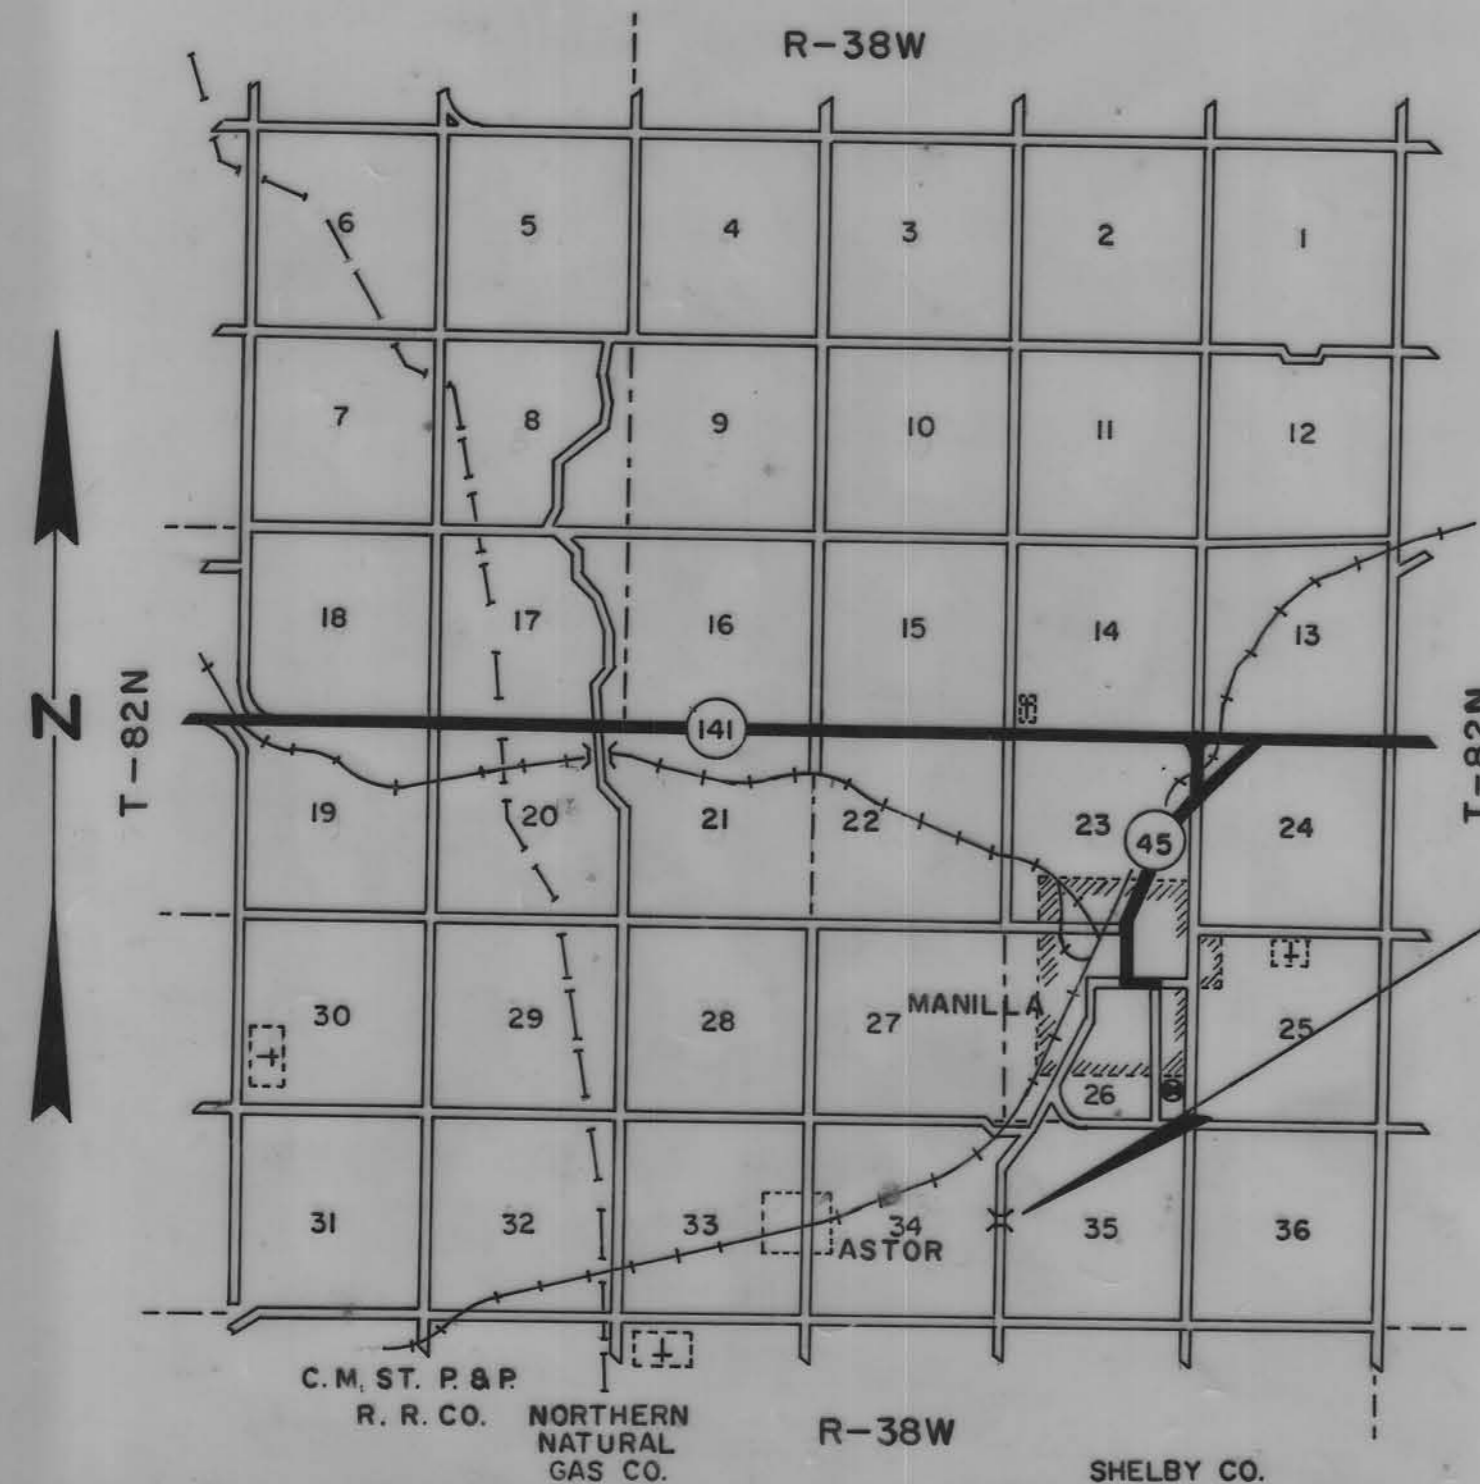 R-38W
6 5 4 3 2 1
7 8 9 10 11 12
18 17 16 15 14 13
N
T-82N
T-82N
141
19 20 21 22 23 24
45
30 29 28 27 MANILLA 25
26
31 32 33 34 35 36
ASTOR
C. M. ST. P. & P.
R. R. CO.
NORTHERN
NATURAL
GAS CO.
R-38W
SHELBY CO.